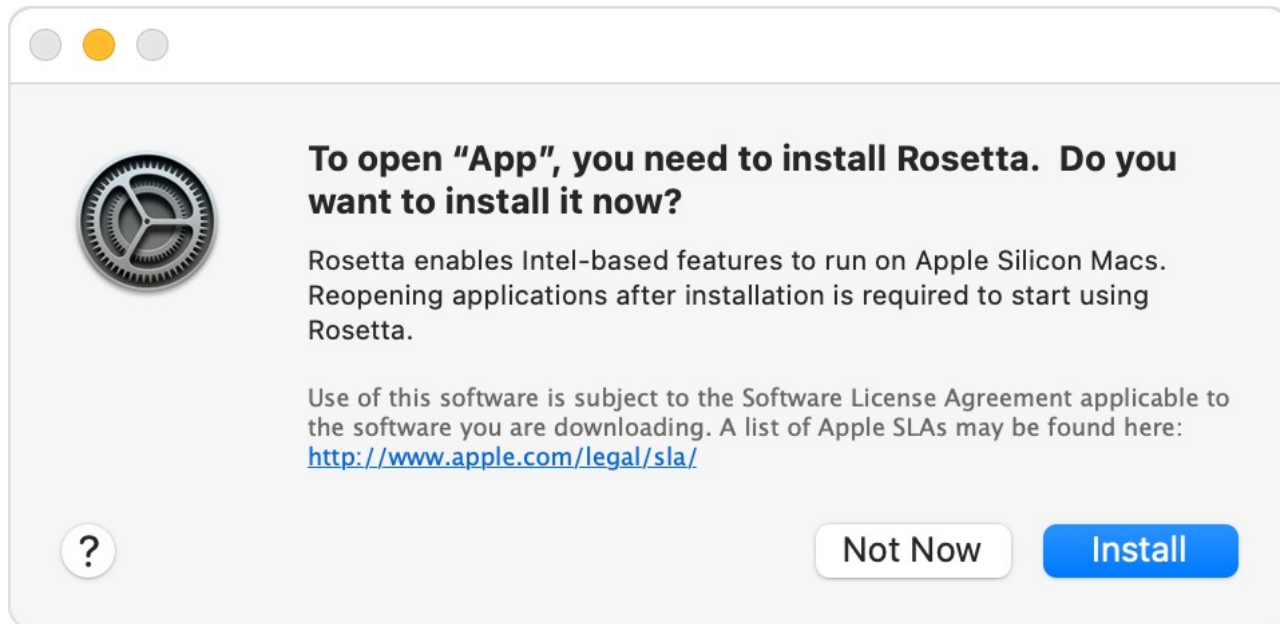 To open “App”, you need to install Rosetta.  Do you
want to install it now?
Rosetta enables Intel-based features to run on Apple Silicon Macs.
Reopening applications after installation is required to start using
Rosetta.
Use of this software is subject to the Software License Agreement applicable to
the software you are downloading. A list of Apple SLAs may be found here:
http://www.apple.com/legal/sla/
?
Not Now
Install